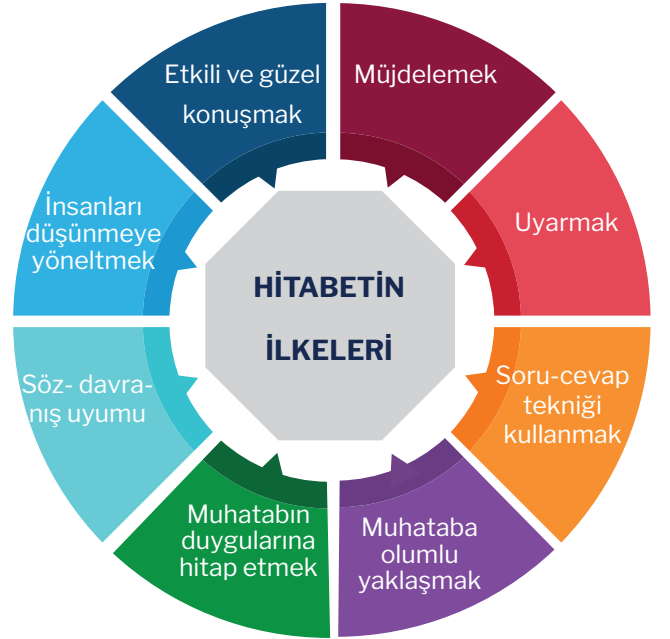 HİTABETİN
İLKELERİ
Müjdelemek
Uyarmak
Soru-cevap
tekniği
kullanmak
Muhataba
olumlu
yaklaşmak
Muhatabın
duygularına
hitap etmek
Söz- davra-
nış uyumu
İnsanları
düşünmeye
yöneltmek
Etkili ve güzel
konuşmak